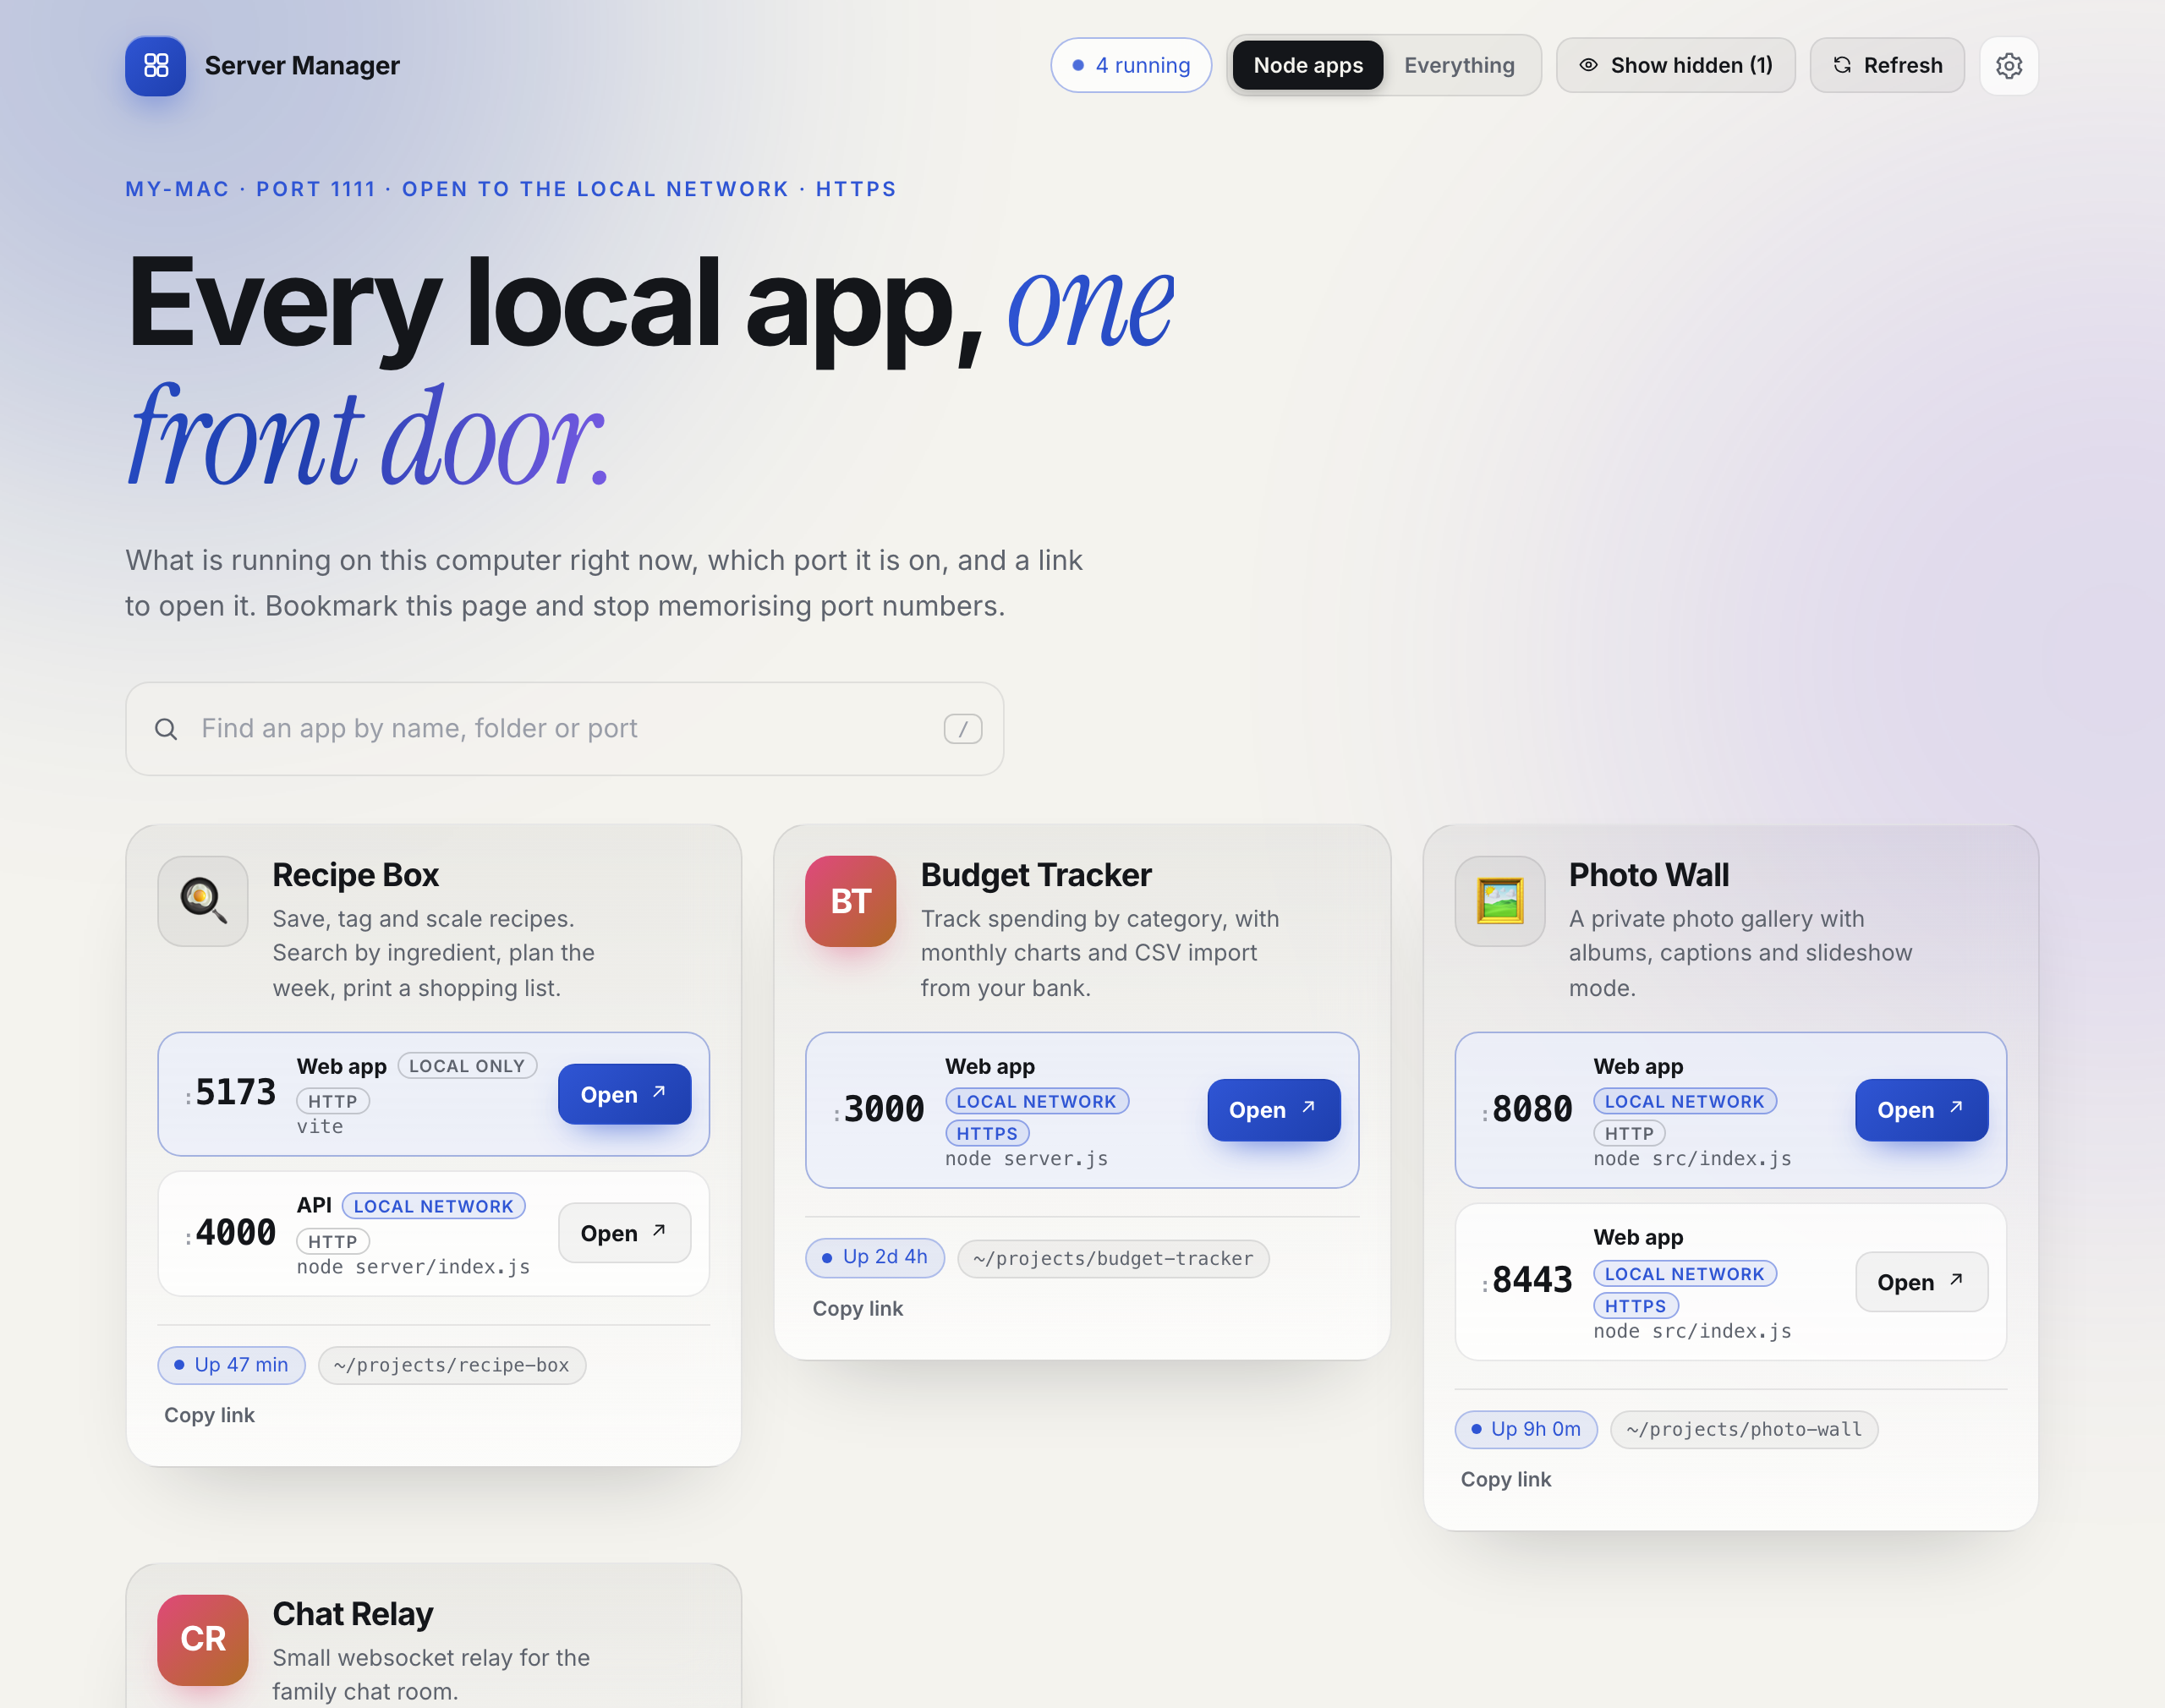 Server Manager
4 running
Node apps
Everything
Show hidden (1)
Refresh
MY-MAC · PORT 1111 · OPEN TO THE LOCAL NETWORK · HTTPS
Every local app, one
front door.
What is running on this computer right now, which port it is on, and a link
to open it. Bookmark this page and stop memorising port numbers.
Find an app by name, folder or port
/
Recipe Box
Save, tag and scale recipes.
Search by ingredient, plan the
week, print a shopping list.
:5173
Web app LOCAL ONLY
HTTP
vite
Open ↗
:4000
API LOCAL NETWORK
HTTP
node server/index.js
Open ↗
Up 47 min
~/projects/recipe-box
Copy link
BT
Budget Tracker
Track spending by category, with
monthly charts and CSV import
from your bank.
:3000
Web app
LOCAL NETWORK
HTTPS
node server.js
Open ↗
Up 2d 4h
~/projects/budget-tracker
Copy link
Photo Wall
A private photo gallery with
albums, captions and slideshow
mode.
:8080
Web app
LOCAL NETWORK
HTTP
node src/index.js
Open ↗
:8443
Web app
LOCAL NETWORK
HTTPS
node src/index.js
Open ↗
Up 9h 0m
~/projects/photo-wall
Copy link
CR
Chat Relay
Small websocket relay for the
family chat room.